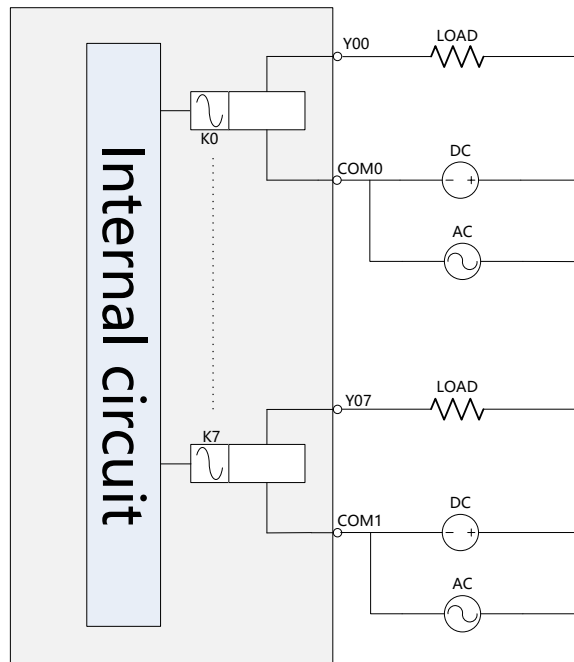 Y00
LOAD
K0
COM0
DC
- +
AC
Internal circuit
Y07
LOAD
K7
COM1
DC
- +
AC